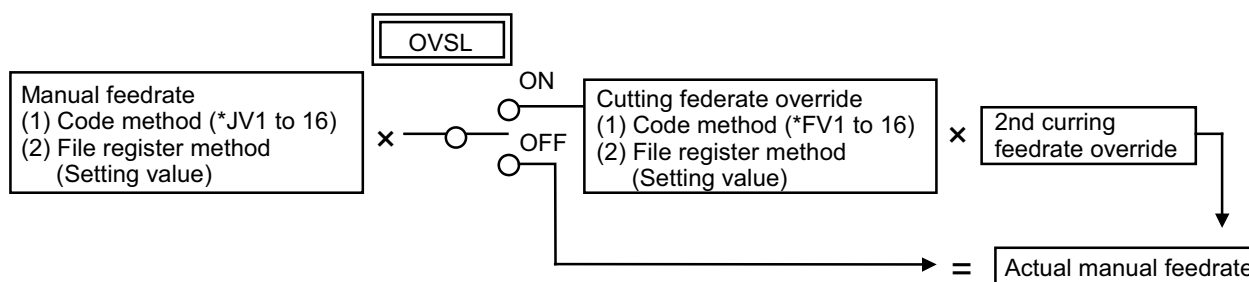 OVSL
ON
Manual feedrate
(1) Code method (*JV1 to 16)
(2) File register method
(Setting value)
×
OFF
Cutting federate override
(1) Code method (*FV1 to 16)
(2) File register method
(Setting value)
×
2nd curring
feedrate override
=
Actual manual feedrate